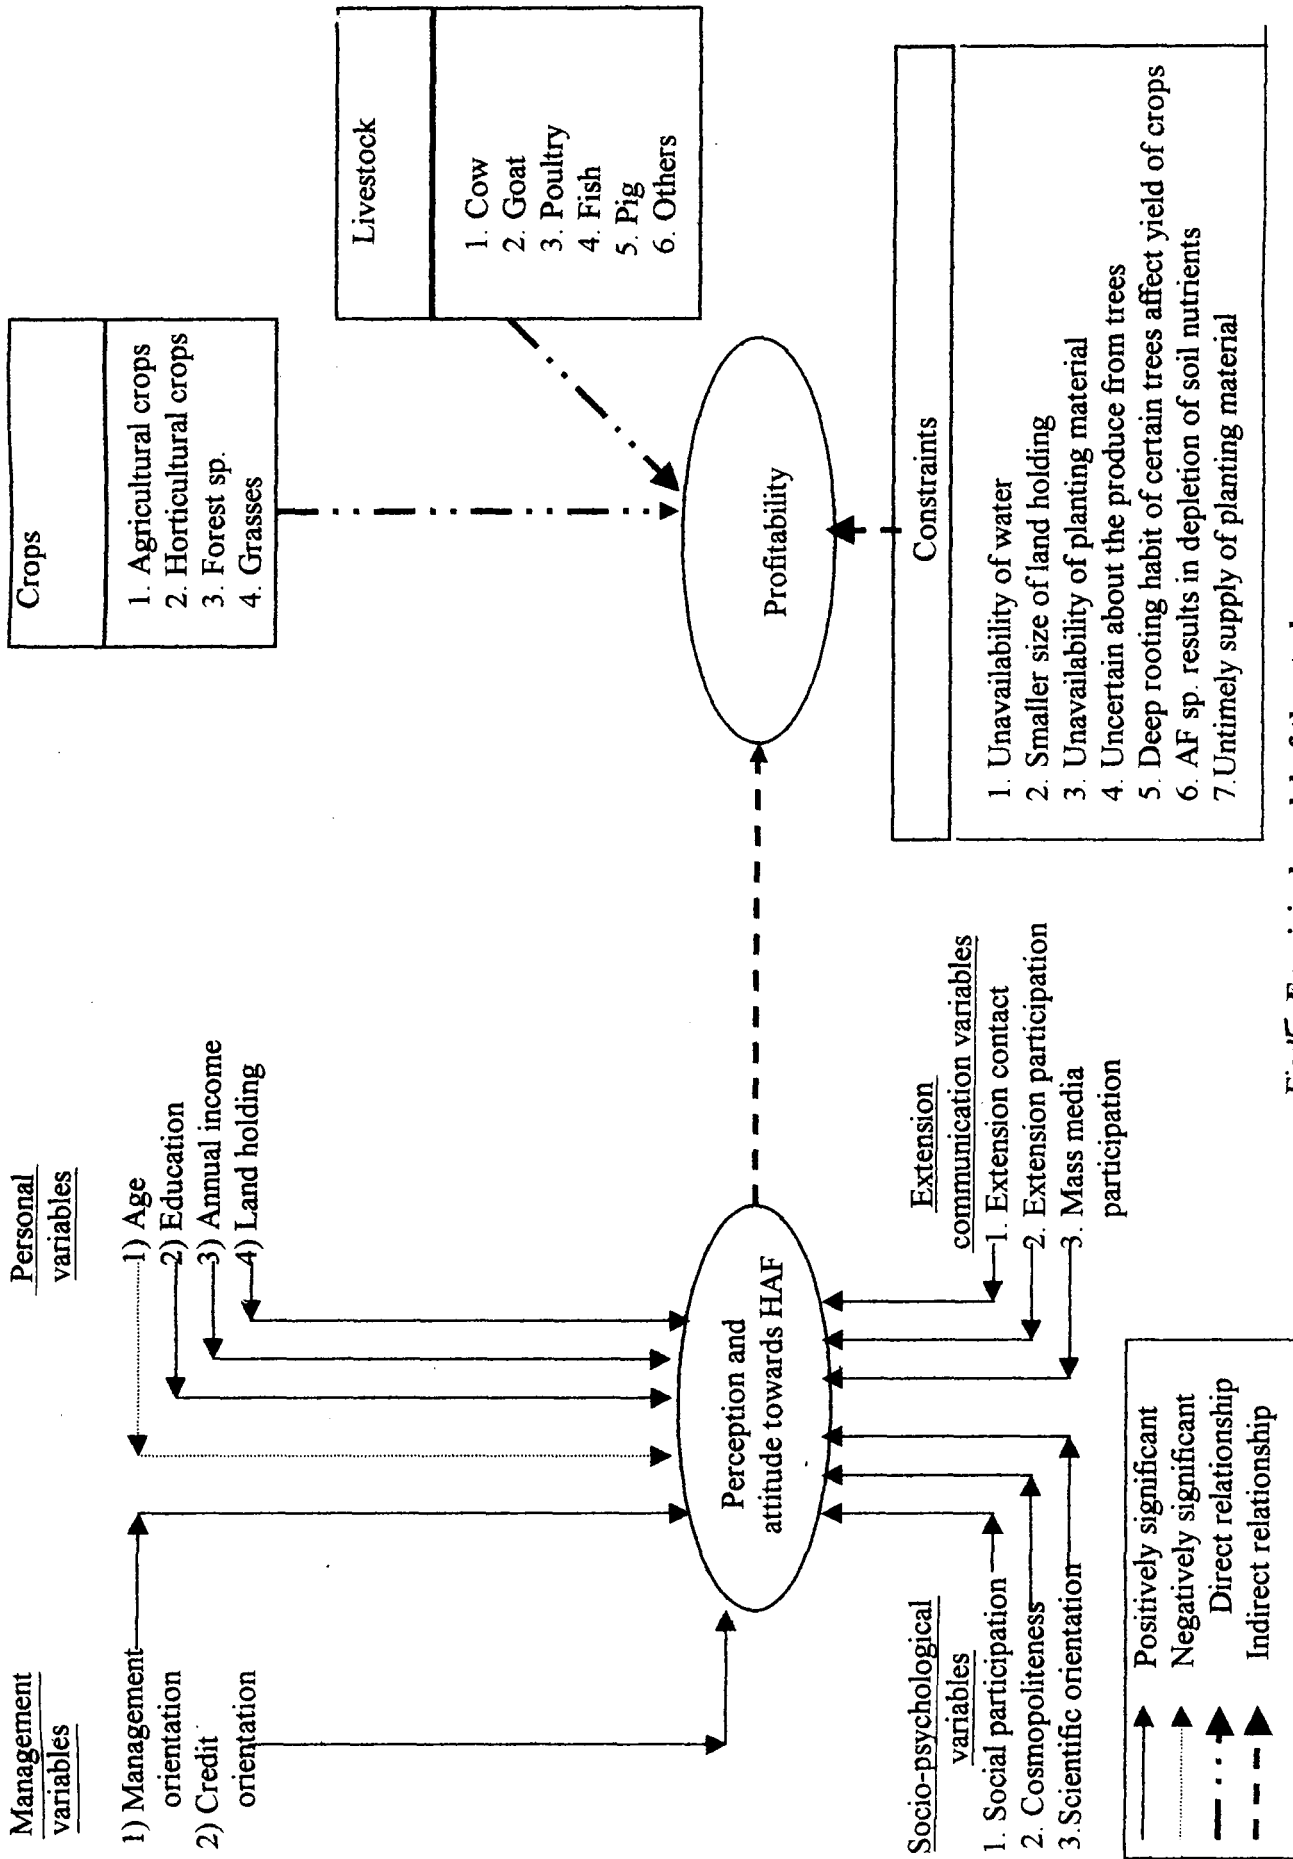 Management
variables
1) Management
orientation
2) Credit
orientation
Personal
variables
1) Age
2) Education
3) Annual income
4) Land holding
Crops
1. Agricultural crops
2. Horticultural crops
3. Forest sp.
4. Grasses
Livestock
1. Cow
2. Goat
3. Poultry
4. Fish
5. Pig
6. Others
Perception and
attitude towards HAF
Profitability
Socio-psychological
variables
1. Social participation
2. Cosmopoliteness
3.Scientific orientation
Extension
communication variables
1. Extension contact
2. Extension participation
3. Mass media
participation
Constraints
1. Unavailability of water
2. Smaller size of land holding
3. Unavailability of planting material
4. Uncertain about the produce from trees
5. Deep rooting habit of certain trees affect yield of crops
6. AF sp. results in depletion of soil nutrients
7.Untimely supply of planting material
Positively significant
Negatively significant
Direct relationship
Indirect relationship